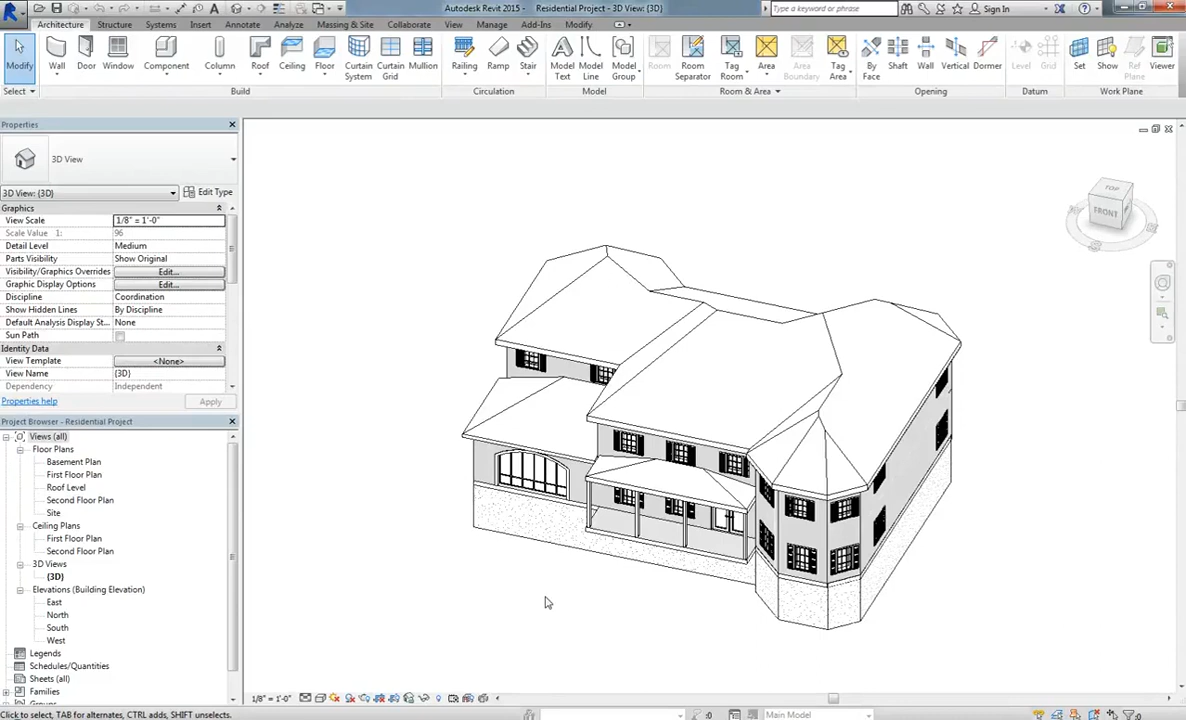 Autodesk Revit 2015 - Residential Project - 3D View: {3D}
Type a keyword or phrase
Sign In
Architecture Structure Systems Insert Annotate Analyze Massing & Site Collaborate View Manage Add-Ins Modify
Modify Wall Door Window Component Column Roof Ceiling Floor Curtain System Curtain Grid Mullion Railing Ramp Stair Model Text Model Line Model Group Room Room Separator Tag Room Area Area Boundary Tag Area By Face Shaft Wall Vertical Dormer Level Grid Set Show Ref Plane Viewer
Select Build Circulation Model Room & Area Opening Datum Work Plane
Properties
3D View
3D View: {3D} Edit Type
Graphics
View Scale 1/8" = 1'-0"
Scale Value 1: 96
Detail Level Medium
Parts Visibility Show Original
Visibility/Graphics Overrides Edit...
Graphic Display Options Edit...
Discipline Coordination
Show Hidden Lines By Discipline
Default Analysis Display St... None
Sun Path
Identity Data
View Template <None>
View Name {3D}
Dependency Independent
Properties help Apply
Project Browser - Residential Project
Views (all)
Floor Plans
Basement Plan
First Floor Plan
Roof Level
Second Floor Plan
Site
Ceiling Plans
First Floor Plan
Second Floor Plan
3D Views
{3D}
Elevations (Building Elevation)
East
North
South
West
Legends
Schedules/Quantities
Sheets (all)
Families
TOP
FRONT
1/8" = 1'-0"
Click to select, TAB for alternates, CTRL adds, SHIFT unselects.
:0
Main Model
:0